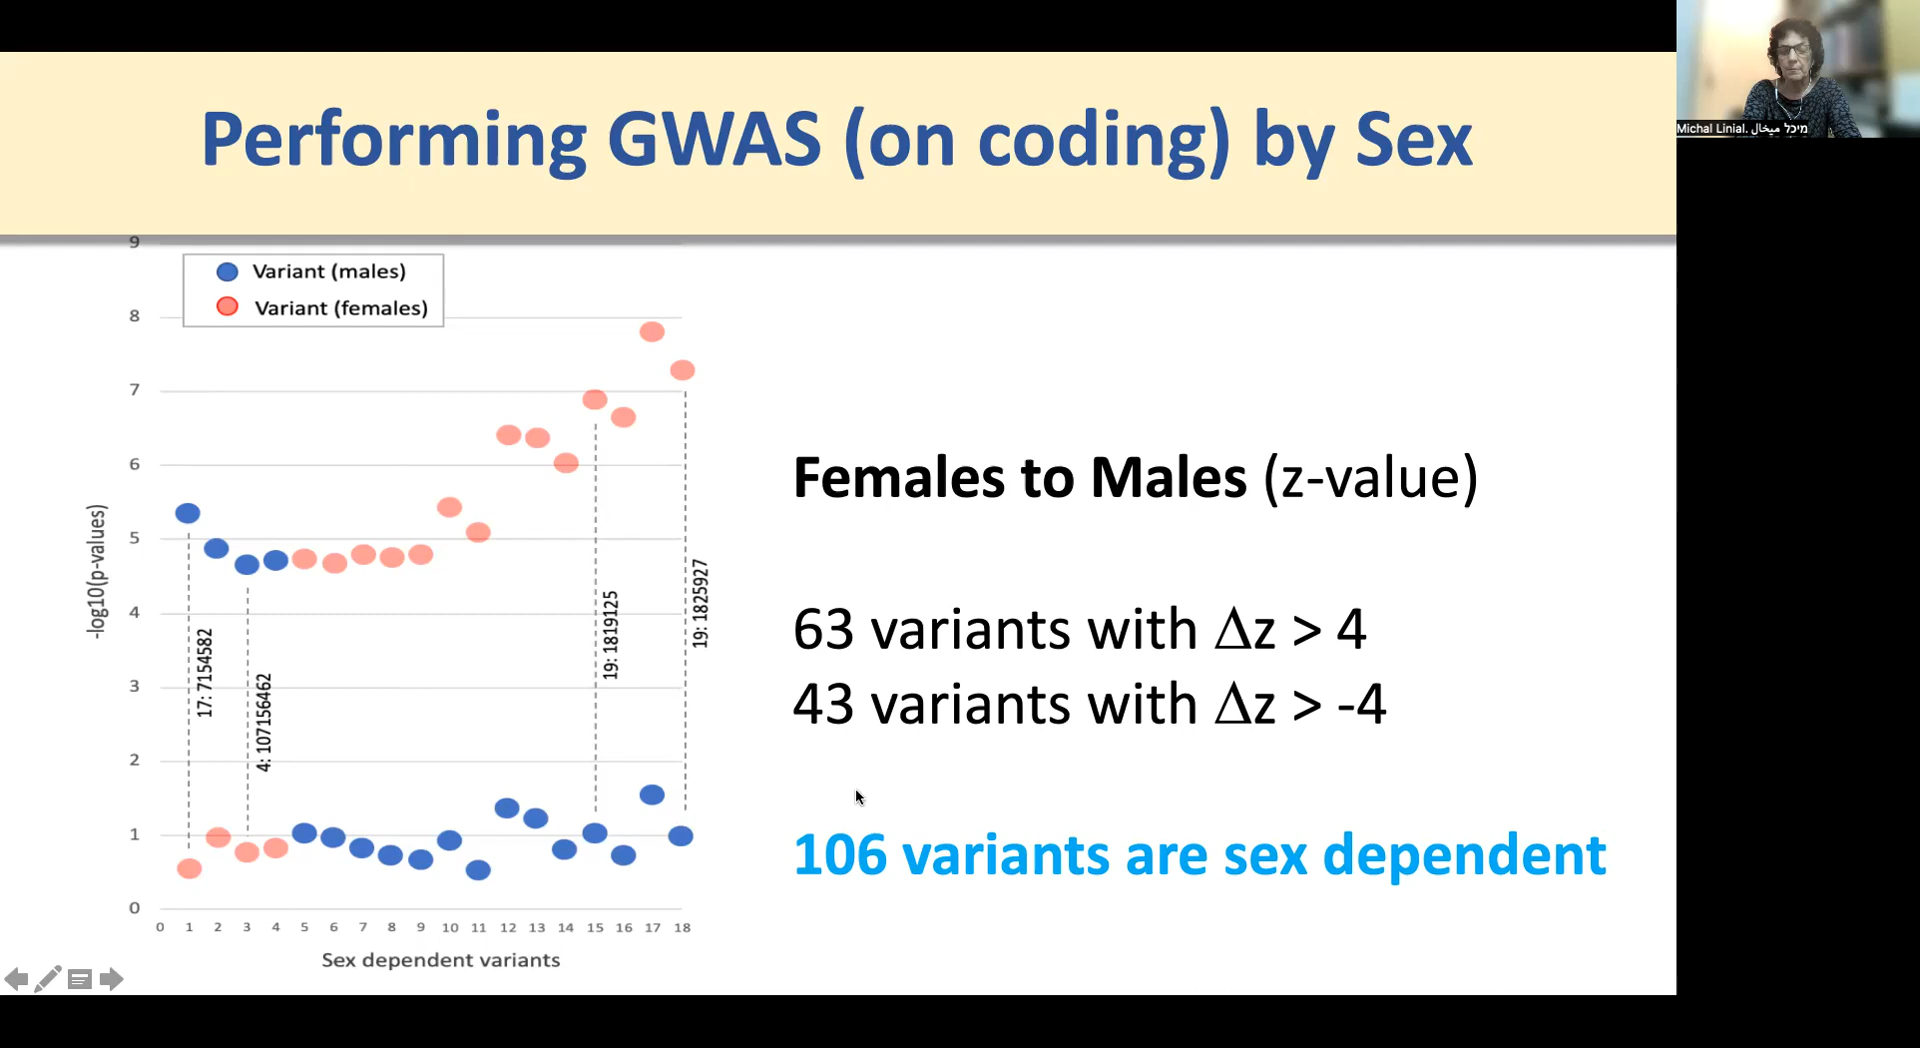 Performing GWAS (on coding) by Sex
Michal Linial. מיכל ميخال
Variant (males)
Variant (females)
9
8
7
6
5
4
3
2
1
0
-log10(p-values)
17: 7154582
4: 107156462
19: 1819125
19: 1825927
0 1 2 3 4 5 6 7 8 9 10 11 12 13 14 15 16 17 18
Sex dependent variants
Females to Males (z-value)
63 variants with Δz > 4
43 variants with Δz > -4
106 variants are sex dependent